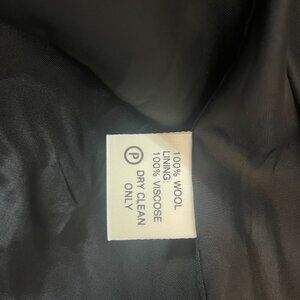 100% WOOL
LINING
100% VISCOSE
Ⓟ DRY CLEAN
ONLY